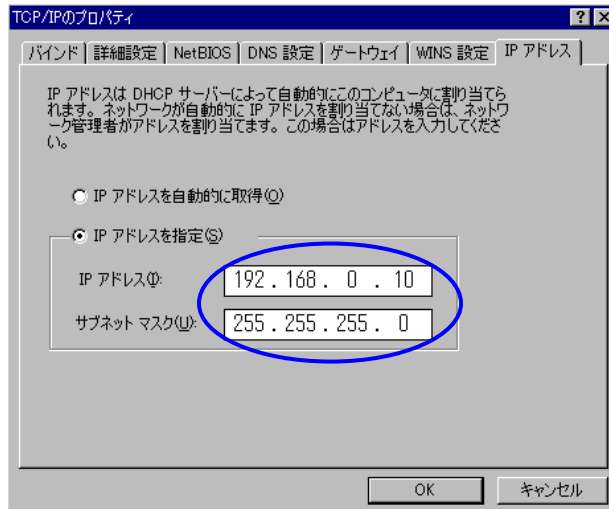 TCP/IPのプロパティ
バインド 詳細設定 NetBIOS DNS 設定 ゲートウェイ WINS 設定 IP アドレス
IP アドレスは DHCP サーバーによって自動的にこのコンピュータに割り当てら
れます。ネットワークが自動的に IP アドレスを割り当てない場合は、ネットワ
ーク管理者がアドレスを割り当てます。この場合はアドレスを入力してくださ
い。
IP アドレスを自動的に取得(O)
IP アドレスを指定(S)
IP アドレス(I): 192 . 168 . 0 . 10
サブネット マスク(U): 255 . 255 . 255 . 0
OK キャンセル